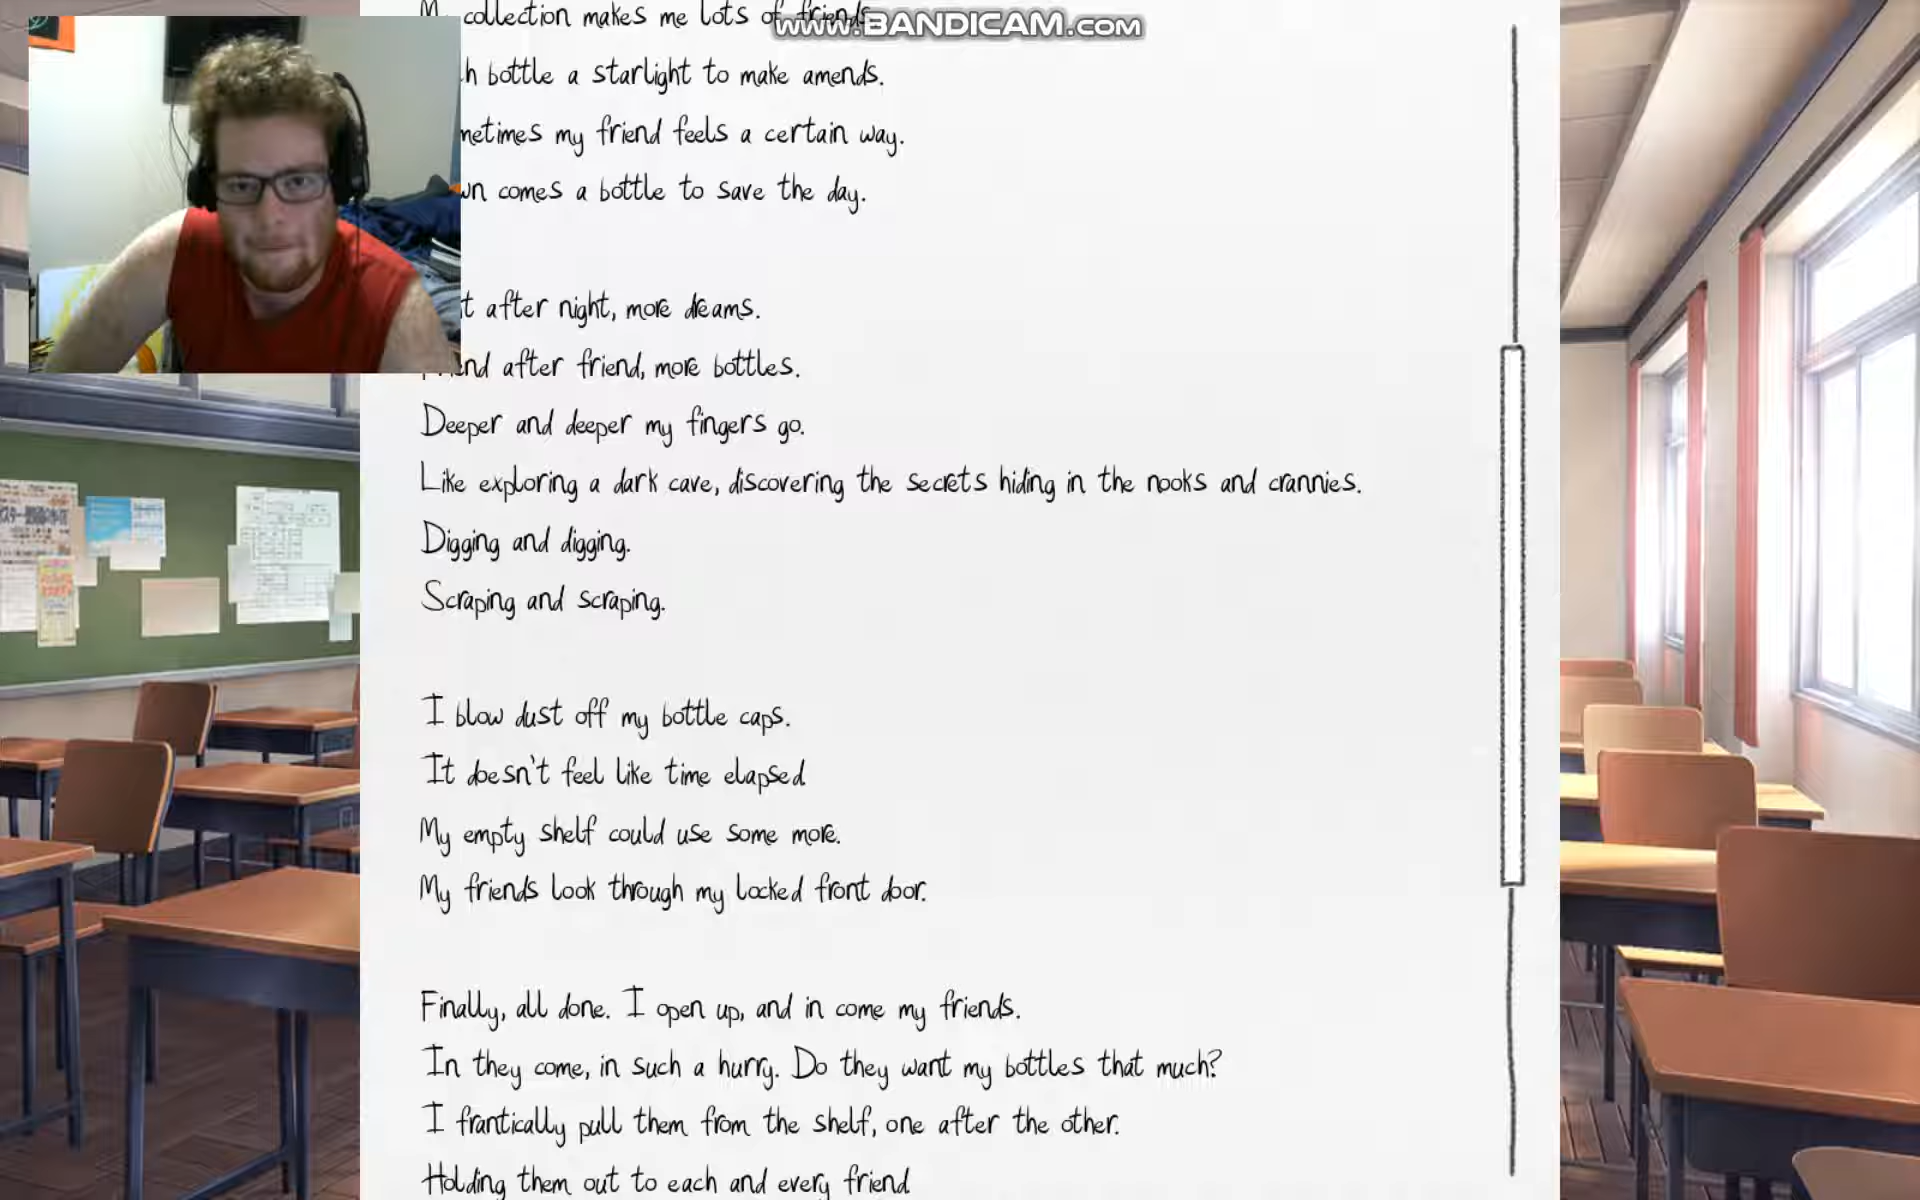 www.BANDICAM.com
My collection makes me lots of friends.
h bottle a starlight to make amends.
metimes my friend feels a certain way.
wn comes a bottle to save the day.
t after night, more dreams.
end after friend, more bottles.
Deeper and deeper my fingers go.
Like exploring a dark cave, discovering the secrets hiding in the nooks and crannies.
Digging and digging.
Scraping and scraping.
I blow dust off my bottle caps.
It doesn't feel like time elapsed
My empty shelf could use some more.
My friends look through my locked front door.
Finally, all done. I open up, and in come my friends.
In they come, in such a hurry. Do they want my bottles that much?
I frantically pull them from the shelf, one after the other.
Holding them out to each and every friend